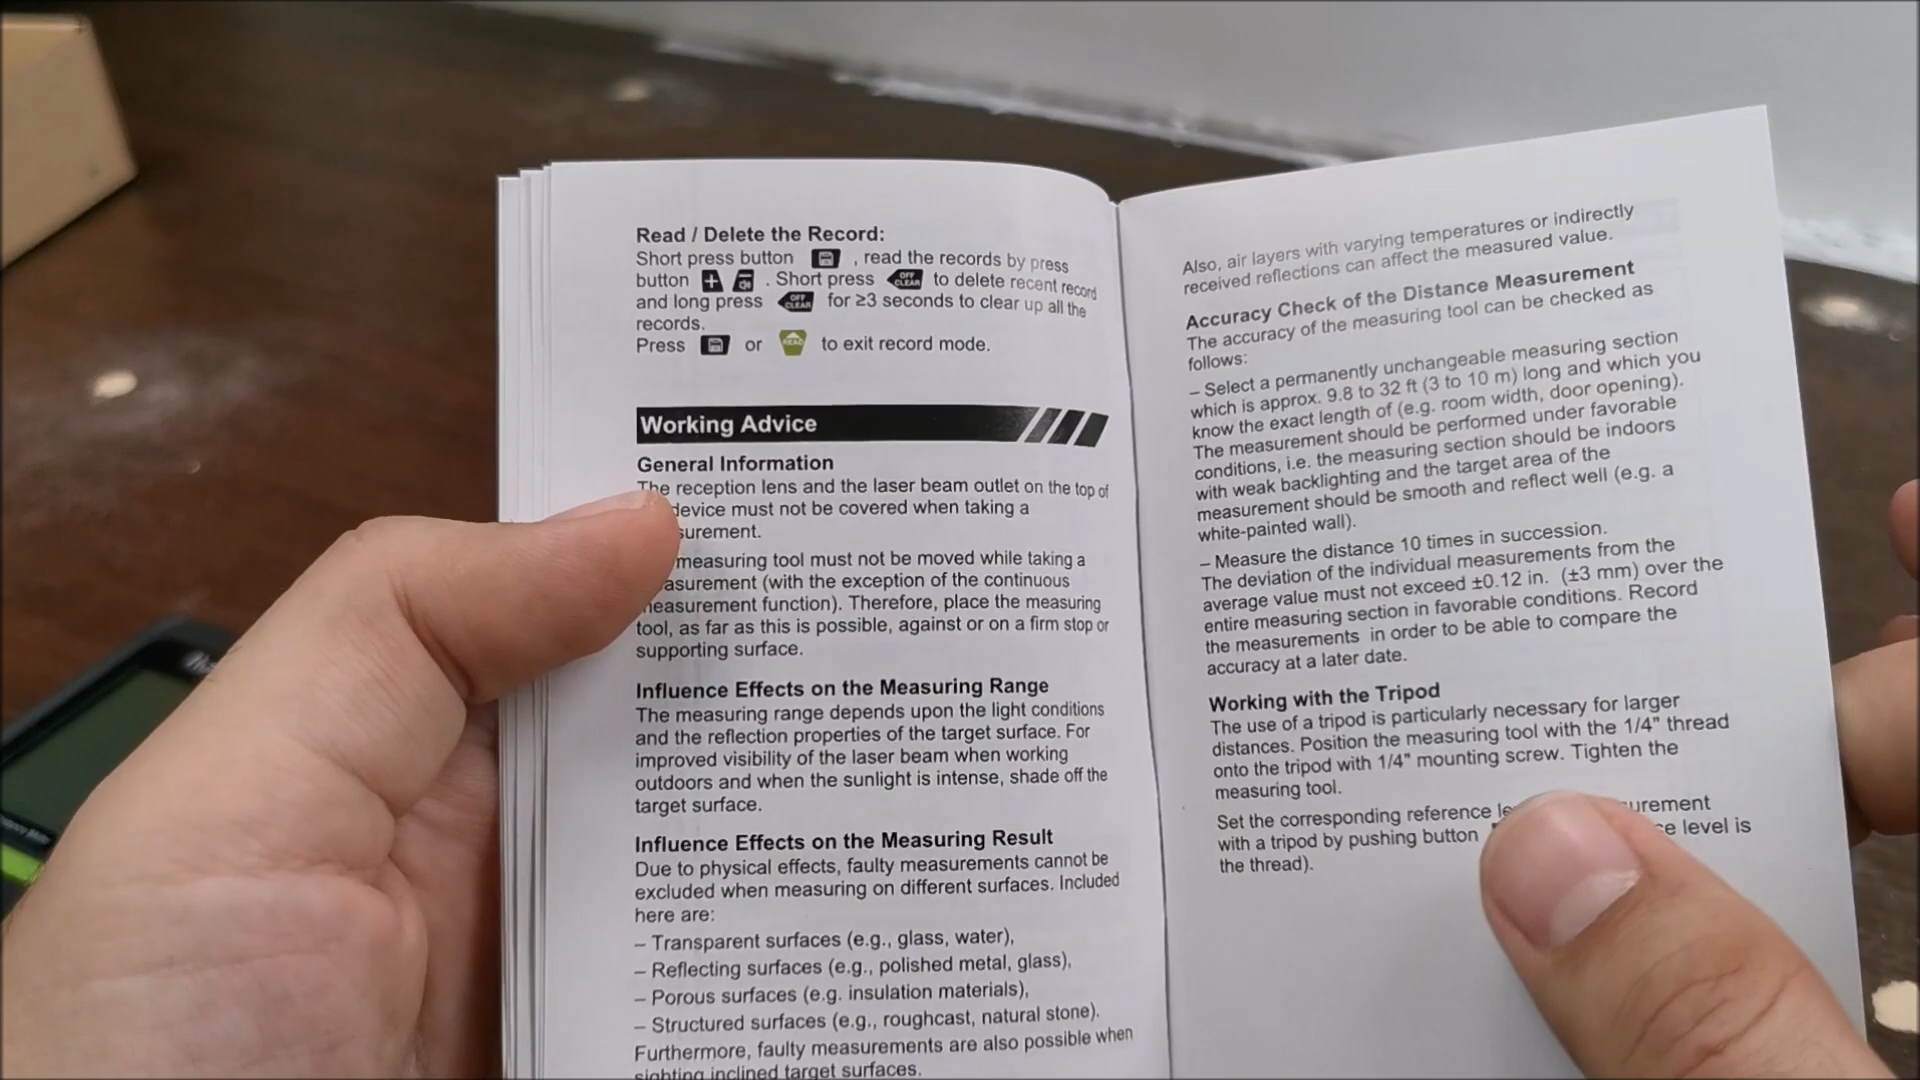 Read / Delete the Record:
Short press button , read the records by press
button . Short press OFF CLEAR to delete recent record
and long press OFF CLEAR for ≥3 seconds to clear up all the
records.
Press or READ to exit record mode.
Working Advice
General Information
The reception lens and the laser beam outlet on the top of
device must not be covered when taking a
surement.
measuring tool must not be moved while taking a
asurement (with the exception of the continuous
measurement function). Therefore, place the measuring
tool, as far as this is possible, against or on a firm stop or
supporting surface.
Influence Effects on the Measuring Range
The measuring range depends upon the light conditions
and the reflection properties of the target surface. For
improved visibility of the laser beam when working
outdoors and when the sunlight is intense, shade off the
target surface.
Influence Effects on the Measuring Result
Due to physical effects, faulty measurements cannot be
excluded when measuring on different surfaces. Included
here are:
– Transparent surfaces (e.g., glass, water),
– Reflecting surfaces (e.g., polished metal, glass),
– Porous surfaces (e.g. insulation materials),
– Structured surfaces (e.g., roughcast, natural stone).
Furthermore, faulty measurements are also possible when
sighting inclined target surfaces.
Also, air layers with varying temperatures or indirectly
received reflections can affect the measured value.
Accuracy Check of the Distance Measurement
The accuracy of the measuring tool can be checked as
follows:
– Select a permanently unchangeable measuring section
which is approx. 9.8 to 32 ft (3 to 10 m) long and which you
know the exact length of (e.g. room width, door opening).
The measurement should be performed under favorable
conditions, i.e. the measuring section should be indoors
with weak backlighting and the target area of the
measurement should be smooth and reflect well (e.g. a
white-painted wall).
– Measure the distance 10 times in succession.
The deviation of the individual measurements from the
average value must not exceed ±0.12 in. (±3 mm) over the
entire measuring section in favorable conditions. Record
the measurements in order to be able to compare the
accuracy at a later date.
Working with the Tripod
The use of a tripod is particularly necessary for larger
distances. Position the measuring tool with the 1/4" thread
onto the tripod with 1/4" mounting screw. Tighten the
measuring tool.
Set the corresponding reference le urement
with a tripod by pushing button ce level is
the thread).